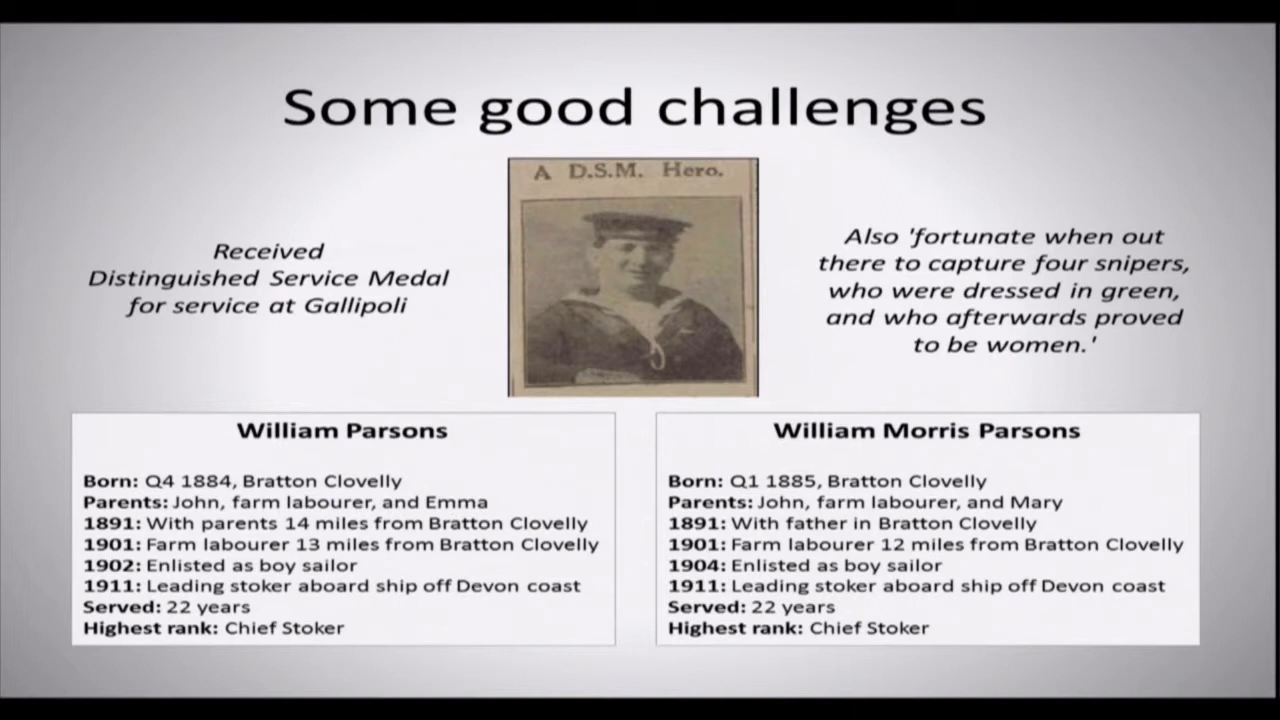 Some good challenges
A D.S.M. Hero.
Received
Distinguished Service Medal
for service at Gallipoli
Also 'fortunate when out
there to capture four snipers,
who were dressed in green,
and who afterwards proved
to be women.'
William Parsons
Born: Q4 1884, Bratton Clovelly
Parents: John, farm labourer, and Emma
1891: With parents 14 miles from Bratton Clovelly
1901: Farm labourer 13 miles from Bratton Clovelly
1902: Enlisted as boy sailor
1911: Leading stoker aboard ship off Devon coast
Served: 22 years
Highest rank: Chief Stoker
William Morris Parsons
Born: Q1 1885, Bratton Clovelly
Parents: John, farm labourer, and Mary
1891: With father in Bratton Clovelly
1901: Farm labourer 12 miles from Bratton Clovelly
1904: Enlisted as boy sailor
1911: Leading stoker aboard ship off Devon coast
Served: 22 years
Highest rank: Chief Stoker